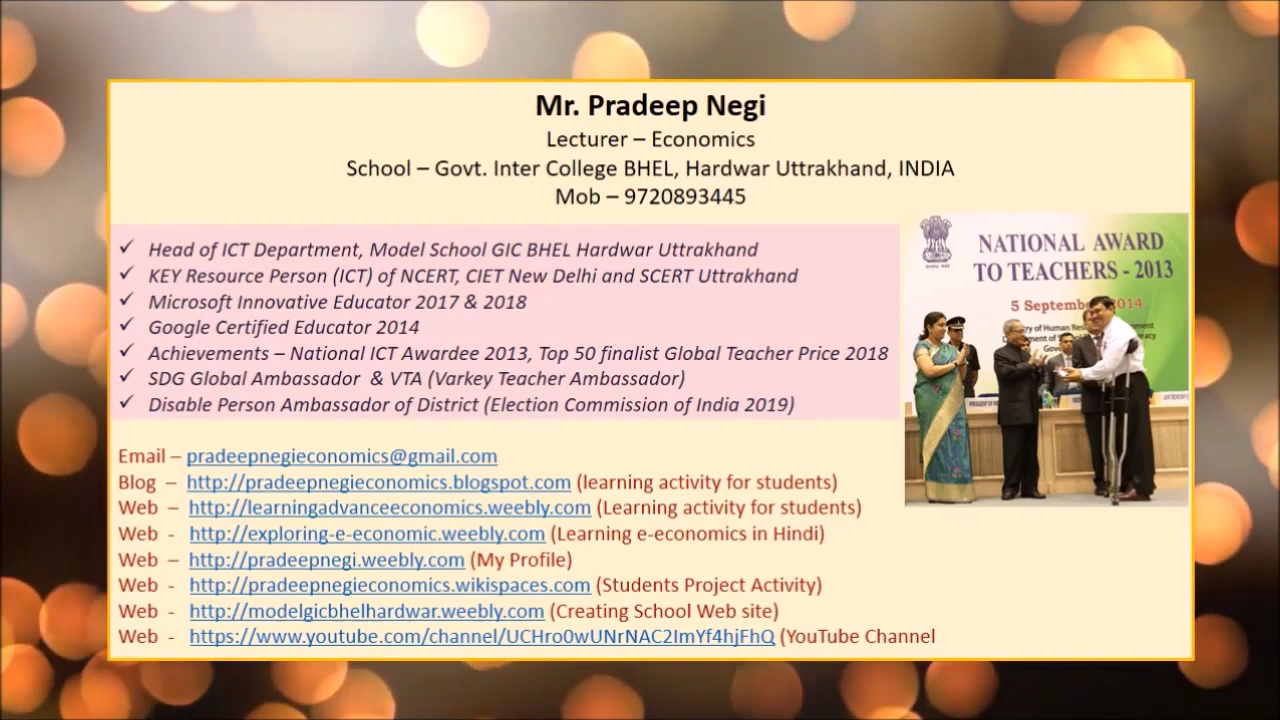 Mr. Pradeep Negi
Lecturer – Economics
School – Govt. Inter College BHEL, Hardwar Uttrakhand, INDIA
Mob – 9720893445
✓ Head of ICT Department, Model School GIC BHEL Hardwar Uttrakhand
✓ KEY Resource Person (ICT) of NCERT, CIET New Delhi and SCERT Uttrakhand
✓ Microsoft Innovative Educator 2017 & 2018
✓ Google Certified Educator 2014
✓ Achievements – National ICT Awardee 2013, Top 50 finalist Global Teacher Price 2018
✓ SDG Global Ambassador & VTA (Varkey Teacher Ambassador)
✓ Disable Person Ambassador of District (Election Commission of India 2019)
NATIONAL AWARD
TO TEACHERS - 2013
5 September 2014
Email – pradeepnegieconomics@gmail.com
Blog – http://pradeepnegieconomics.blogspot.com (learning activity for students)
Web – http://learningadvanceeconomics.weebly.com (Learning activity for students)
Web - http://exploring-e-economic.weebly.com (Learning e-economics in Hindi)
Web – http://pradeepnegi.weebly.com (My Profile)
Web - http://pradeepnegieconomics.wikispaces.com (Students Project Activity)
Web - http://modelgicbhelhardwar.weebly.com (Creating School Web site)
Web - https://www.youtube.com/channel/UCHro0wUNrNAC2ImYf4hjFhQ (YouTube Channel